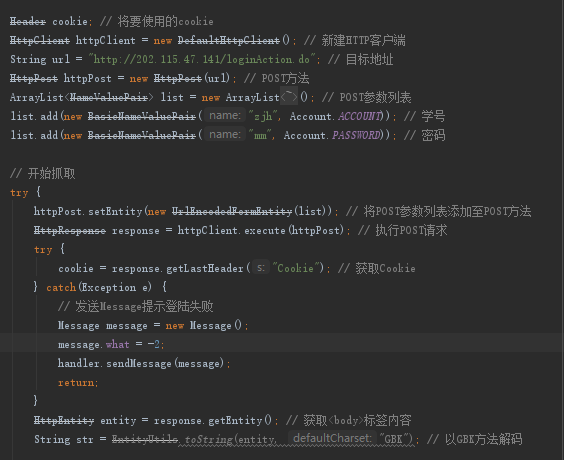 Header cookie; // 将要使用的cookie
HttpClient httpClient = new DefaultHttpClient(); // 新建HTTP客户端
String url = "http://202.115.47.141/loginAction.do"; // 目标地址
HttpPost httpPost = new HttpPost(url); // POST方法
ArrayList<NameValuePair> list = new ArrayList<~>(); // POST参数列表
list.add(new BasicNameValuePair( name: "zjh", Account.ACCOUNT)); // 学号
list.add(new BasicNameValuePair( name: "mm", Account.PASSWORD)); // 密码
// 开始抓取
try {
httpPost.setEntity(new UrlEncodedFormEntity(list)); // 将POST参数列表添加至POST方法
HttpResponse response = httpClient.execute(httpPost); // 执行POST请求
try {
cookie = response.getLastHeader( s: "Cookie"); // 获取Cookie
} catch(Exception e) {
// 发送Message提示登陆失败
Message message = new Message();
message.what = -2;
handler.sendMessage(message);
return;
}
HttpEntity entity = response.getEntity(); // 获取<body>标签内容
String str = EntityUtils.toString(entity, defaultCharset: "GBK"); // 以GBK方法解码